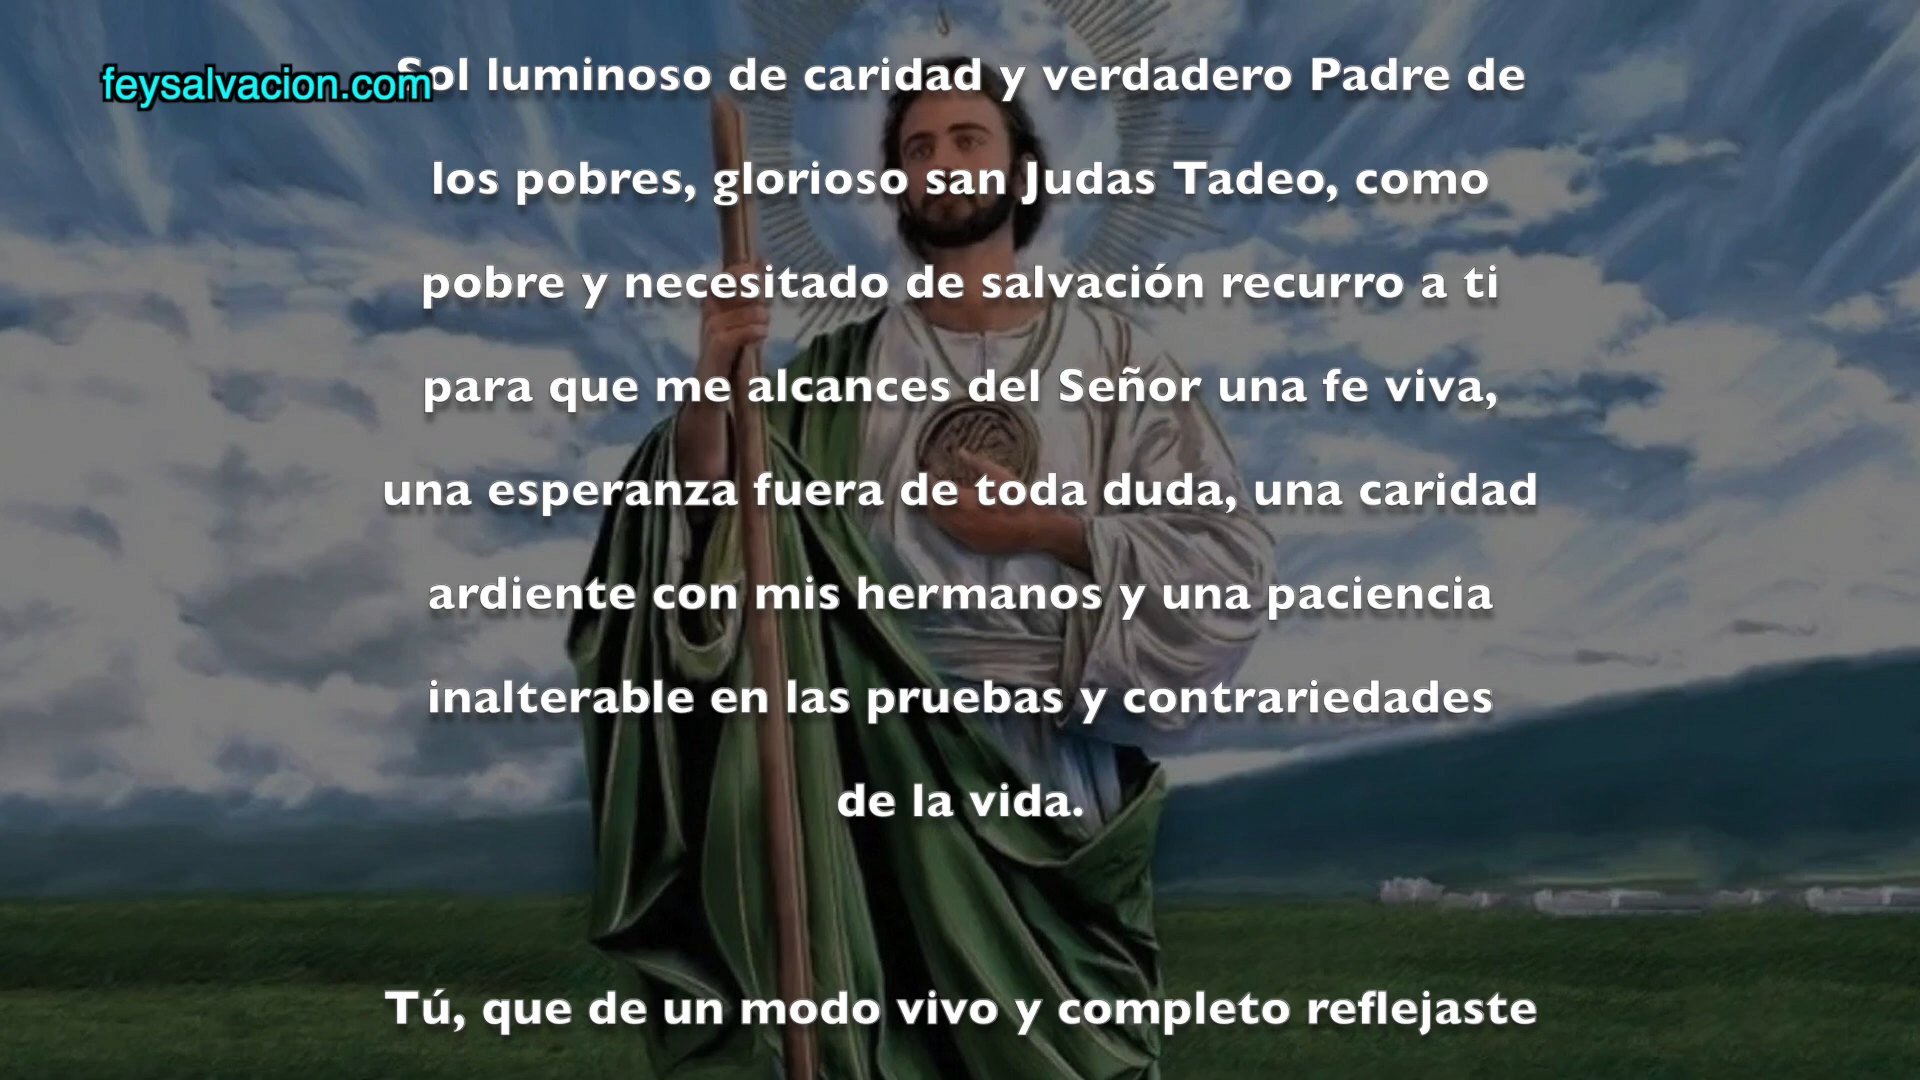 feysalvacion.com
Sol luminoso de caridad y verdadero Padre de
los pobres, glorioso san Judas Tadeo, como
pobre y necesitado de salvación recurro a ti
para que me alcances del Señor una fe viva,
una esperanza fuera de toda duda, una caridad
ardiente con mis hermanos y una paciencia
inalterable en las pruebas y contrariedades
de la vida.
Tú, que de un modo vivo y completo reflejaste